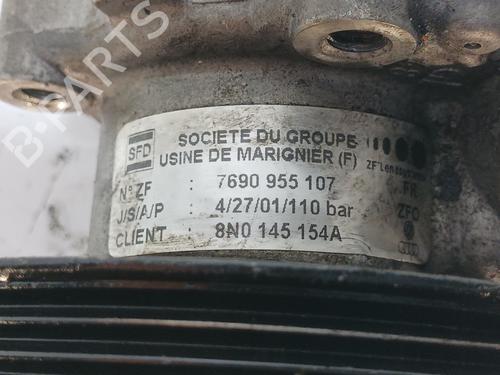 B-PARTS
SFD
SOCIETE DU GROUPE
USINE DE MARIGNIER (F)
N° ZF : 7690 955 107 FR
J/S/A/P : 4/27/01/110 bar ZFO
CLIENT : 8N0 145 154A